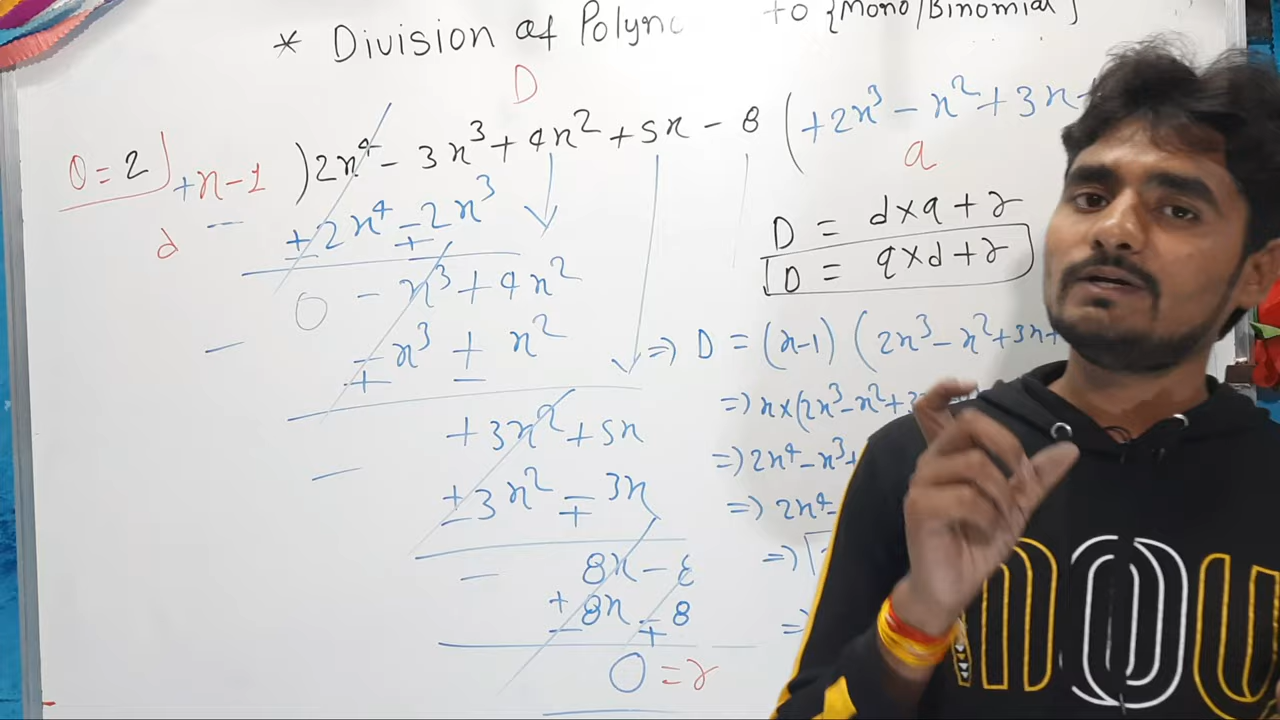 * Division of to {Mono/Binomial}
D
+x-1 )2x⁴ - 3x³ + 4x² + 5x - 8 (+2x³ - x² + 3x
0 = 2
d
q
± 2x⁴ ∓ 2x³
0 - x³ + 4x²
∓ x³ ± x²
+3x² + 5x
± 3x² ∓ 3x
8x - 8
± 8x ∓ 8
0 = r
D = d×q + r
D = q×d + r
=) D = (x-1) (2x³ - x² + 3x+
=) x×(2x³ - x² + 3
=) 2x⁴ - x³ +
=) 2x⁴ -
=)
=)